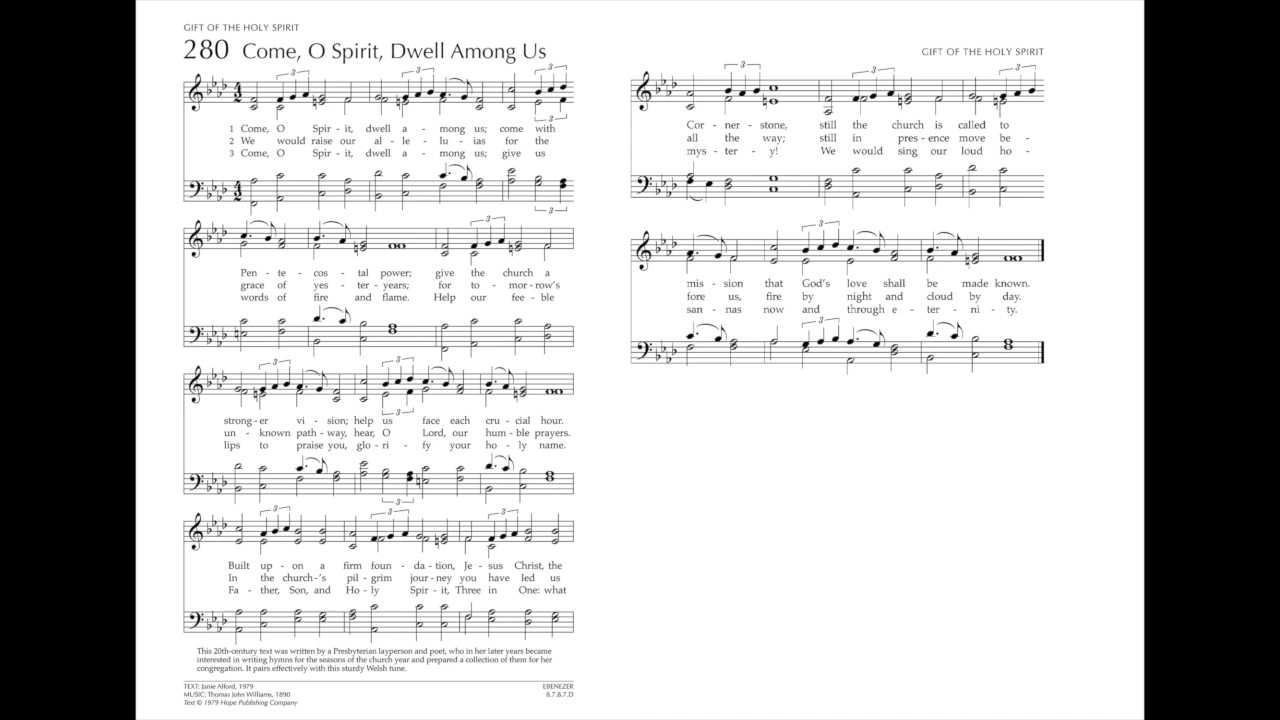 GIFT OF THE HOLY SPIRIT
280 Come, O Spirit, Dwell Among Us
1 Come, O Spir - it, dwell a - mong us; come with
2 We would raise our al - le - lu - ias for the
3 Come, O Spir - it, dwell a - mong us; give us
Pen - te - cos - tal power; give the church a
grace of yes - ter - years; for to - mor - row's
words of fire and flame. Help our fee - ble
strong - er vi - sion; help us face each cru - cial hour.
un - known path - way, hear, O Lord, our hum - ble prayers.
lips to praise you, glo - ri - fy your ho - ly name.
Built up - on a firm foun - da - tion, Je - sus Christ, the
In the church - 's pil - grim jour - ney you have led us
Fa - ther, Son, and Ho - ly Spir - it, Three in One: what
This 20th-century text was written by a Presbyterian layperson and poet, who in her later years became
interested in writing hymns for the seasons of the church year and prepared a collection of them for her
congregation. It pairs effectively with this sturdy Welsh tune.
TEXT: Janie Alford, 1979
MUSIC: Thomas John Williams, 1890
Text © 1979 Hope Publishing Company
EBENEZER
8.7.8.7.D
GIFT OF THE HOLY SPIRIT
Cor - ner - stone, still the church is called to
all the way; still in pres - ence move be -
mys - ter - y! We would sing our loud ho -
mis - sion that God's love shall be made known.
fore us, fire by night and cloud by day.
san - nas now and through e - ter - ni - ty.